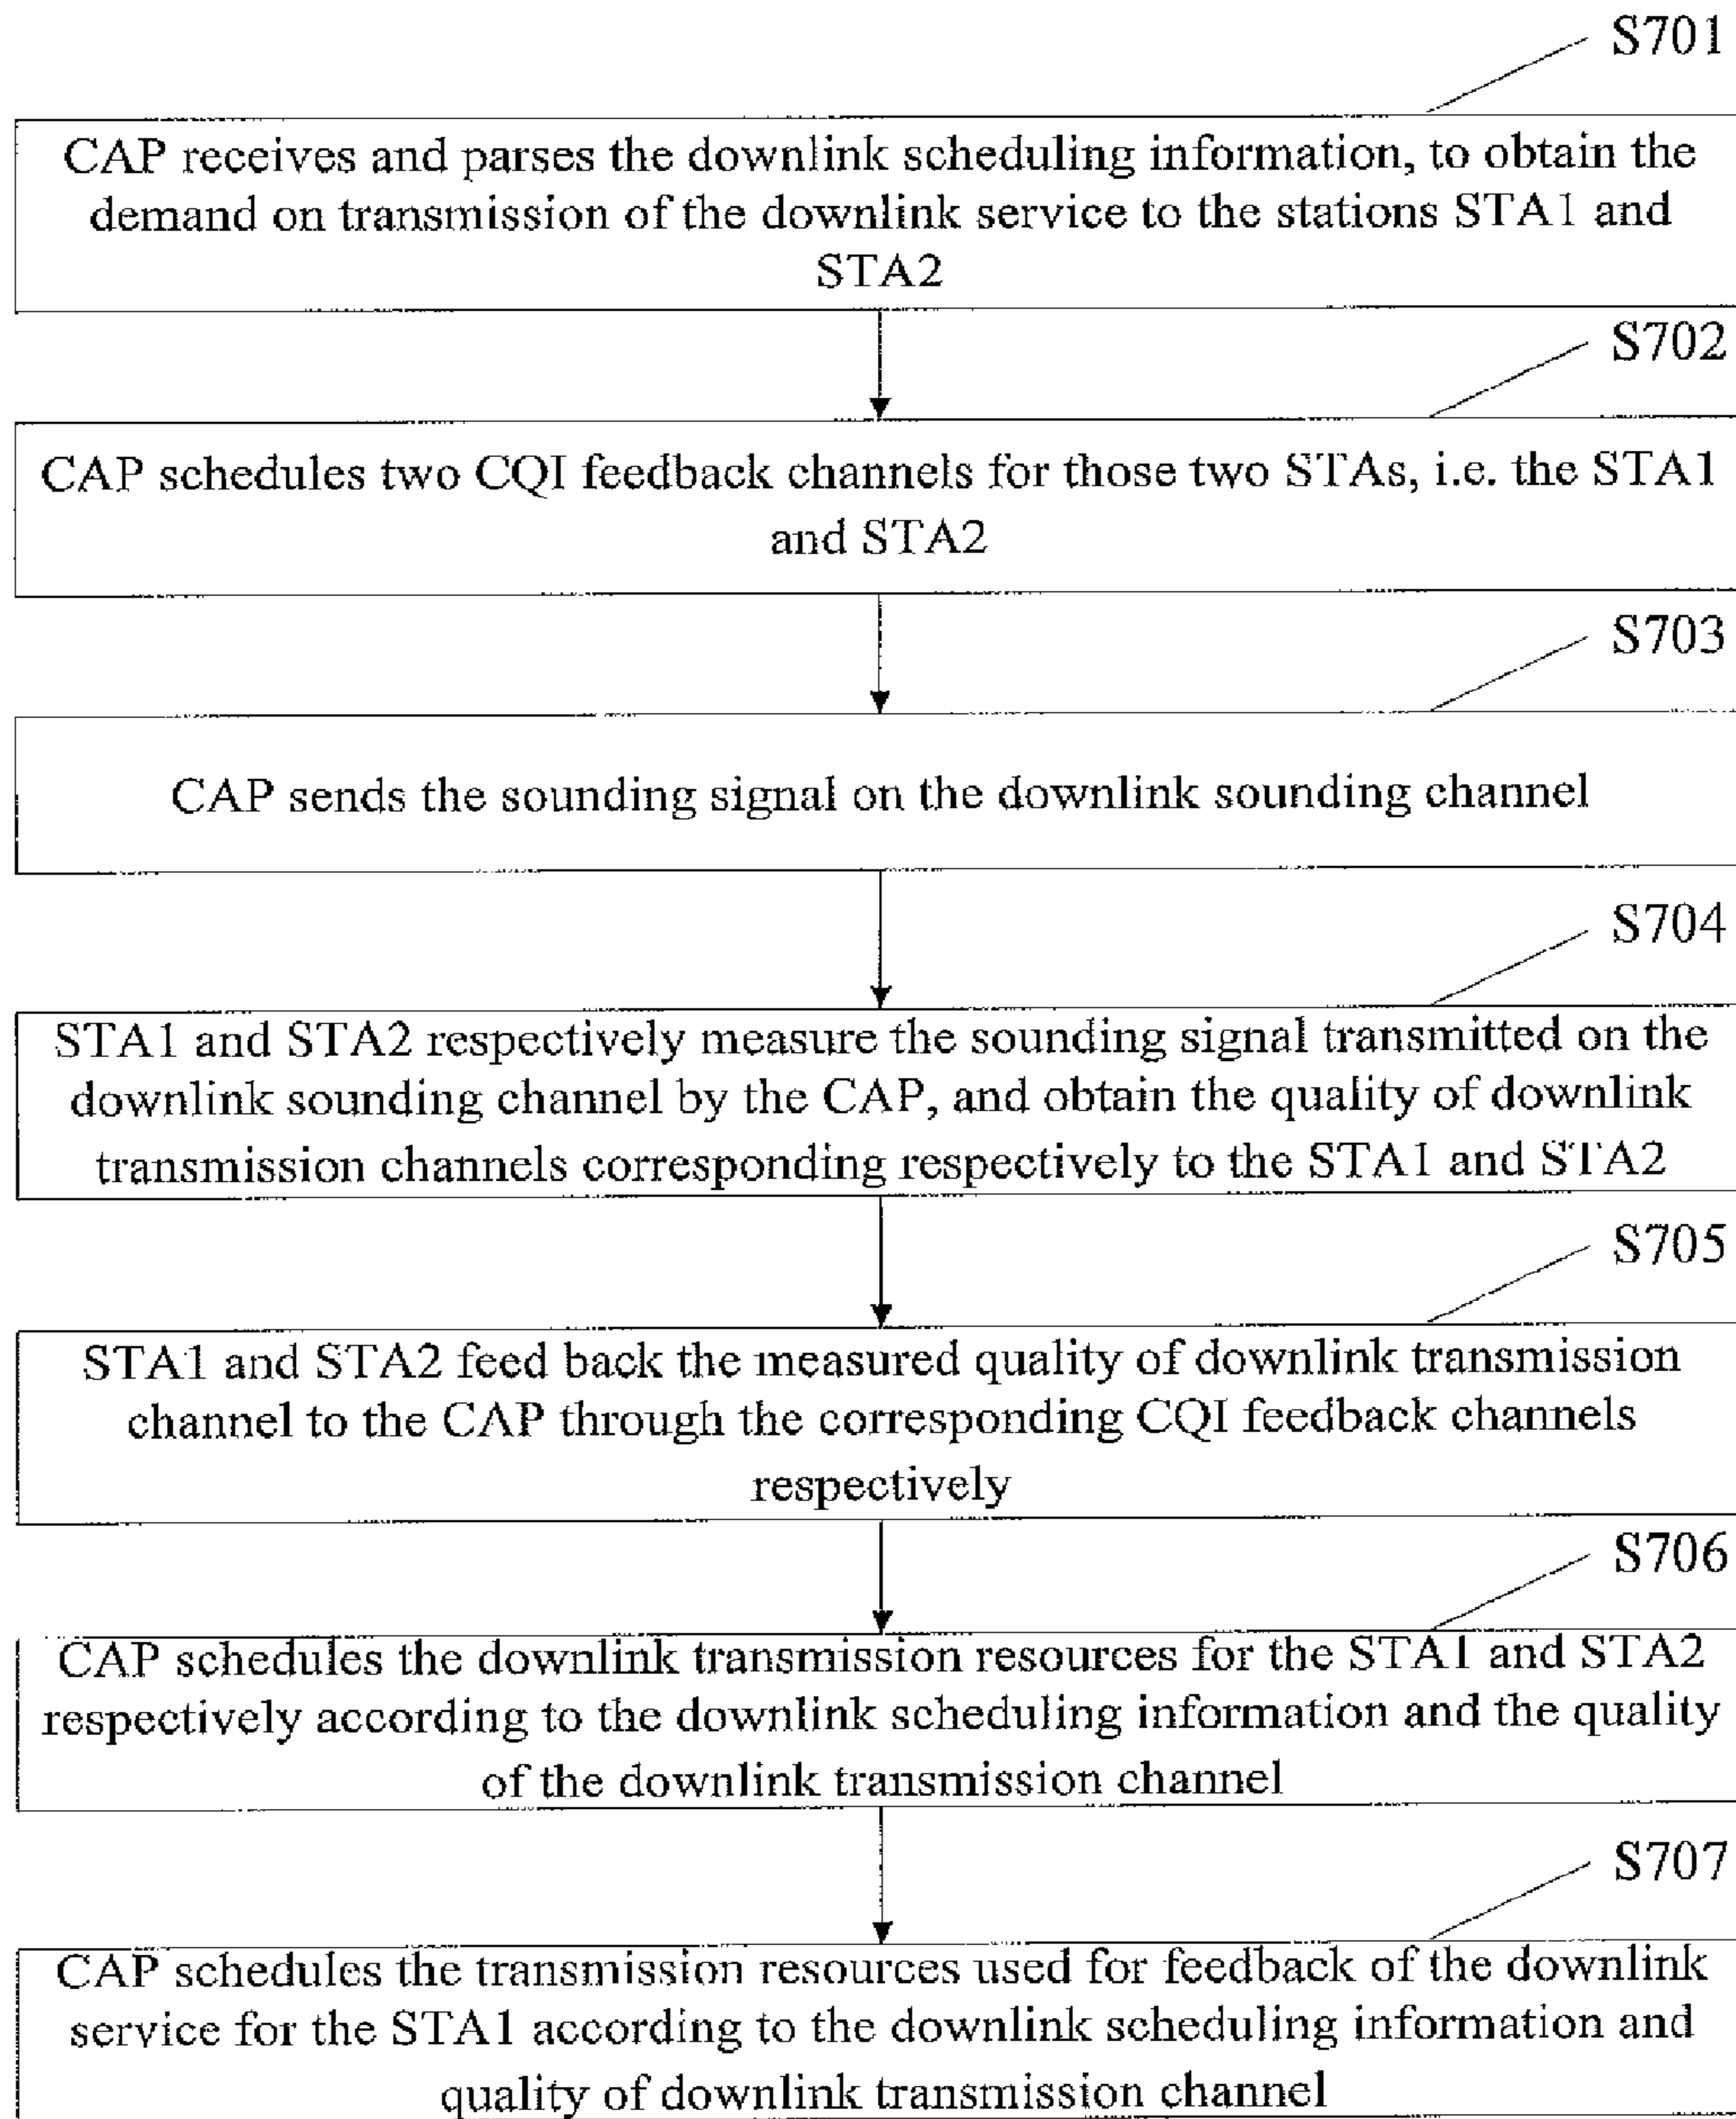 S701
CAP receives and parses the downlink scheduling information, to obtain the
demand on transmission of the downlink service to the stations STA1 and
STA2
S702
CAP schedules two CQI feedback channels for those two STAs, i.e. the STA1
and STA2
S703
CAP sends the sounding signal on the downlink sounding channel
S704
STA1 and STA2 respectively measure the sounding signal transmitted on the
downlink sounding channel by the CAP, and obtain the quality of downlink
transmission channels corresponding respectively to the STA1 and STA2
S705
STA1 and STA2 feed back the measured quality of downlink transmission
channel to the CAP through the corresponding CQI feedback channels
respectively
S706
CAP schedules the downlink transmission resources for the STA1 and STA2
respectively according to the downlink scheduling information and the quality
of the downlink transmission channel
S707
CAP schedules the transmission resources used for feedback of the downlink
service for the STA1 according to the downlink scheduling information and
quality of downlink transmission channel